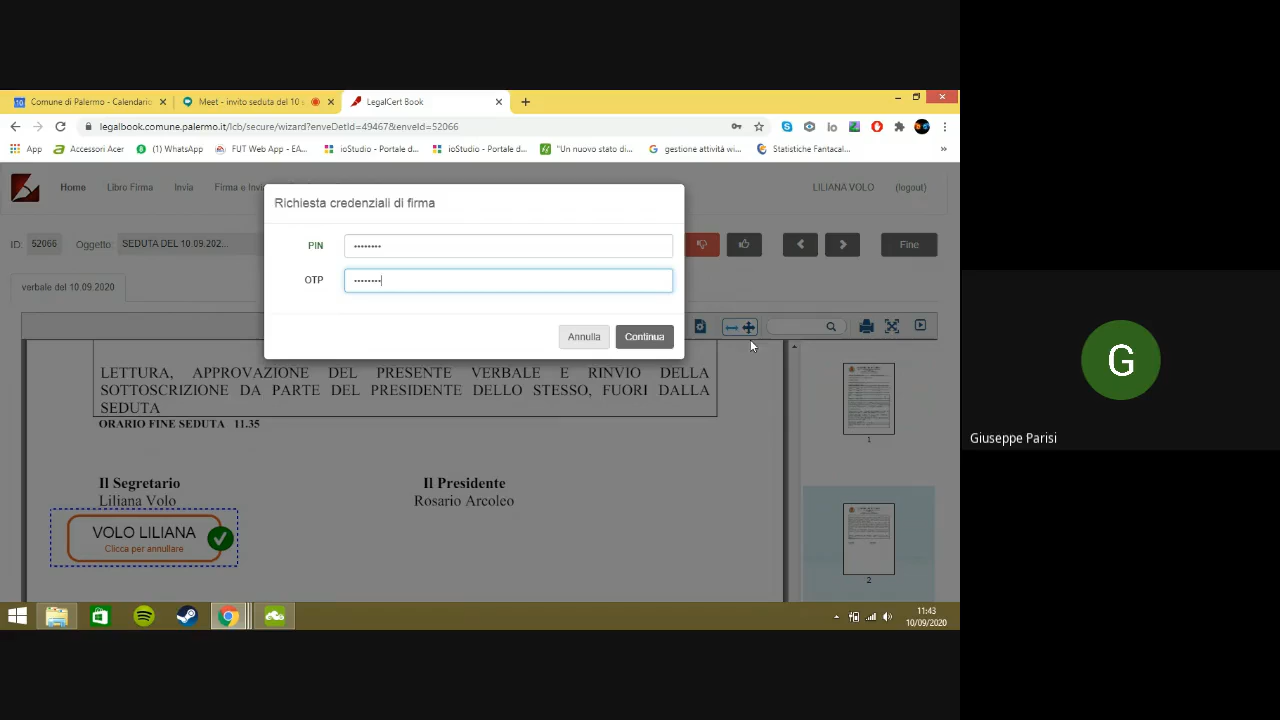 Comune di Palermo - Calendario
Meet - invito seduta del 10 s
LegalCert Book
legalbook.comune.palermo.it/lcb/secure/wizard?enveDetId=49467&enveId=52066
App
Accessori Acer
(1) WhatsApp
FUT Web App - EA...
ioStudio - Portale d...
ioStudio - Portale d...
"Un nuovo stato di...
gestione attività wi...
Statistiche Fantacal...
»
Home
Libro Firma
Invia
Firma e Invi
LILIANA VOLO
(logout)
Richiesta credenziali di firma
PIN
••••••••
OTP
••••••••
Annulla
Continua
ID:
52066
Oggetto
SEDUTA DEL 10.09.202...
Fine
verbale del 10.09.2020
LETTURA, APPROVAZIONE DEL PRESENTE VERBALE E RINVIO DELLA
SOTTOSCRIZIONE DA PARTE DEL PRESIDENTE DELLO STESSO, FUORI DALLA
SEDUTA
ORARIO FINE SEDUTA 11.35
Il Segretario
Il Presidente
Liliana Volo
Rosario Arcoleo
VOLO LILIANA
Clicca per annullare
1
2
11:43
10/09/2020
G
Giuseppe Parisi